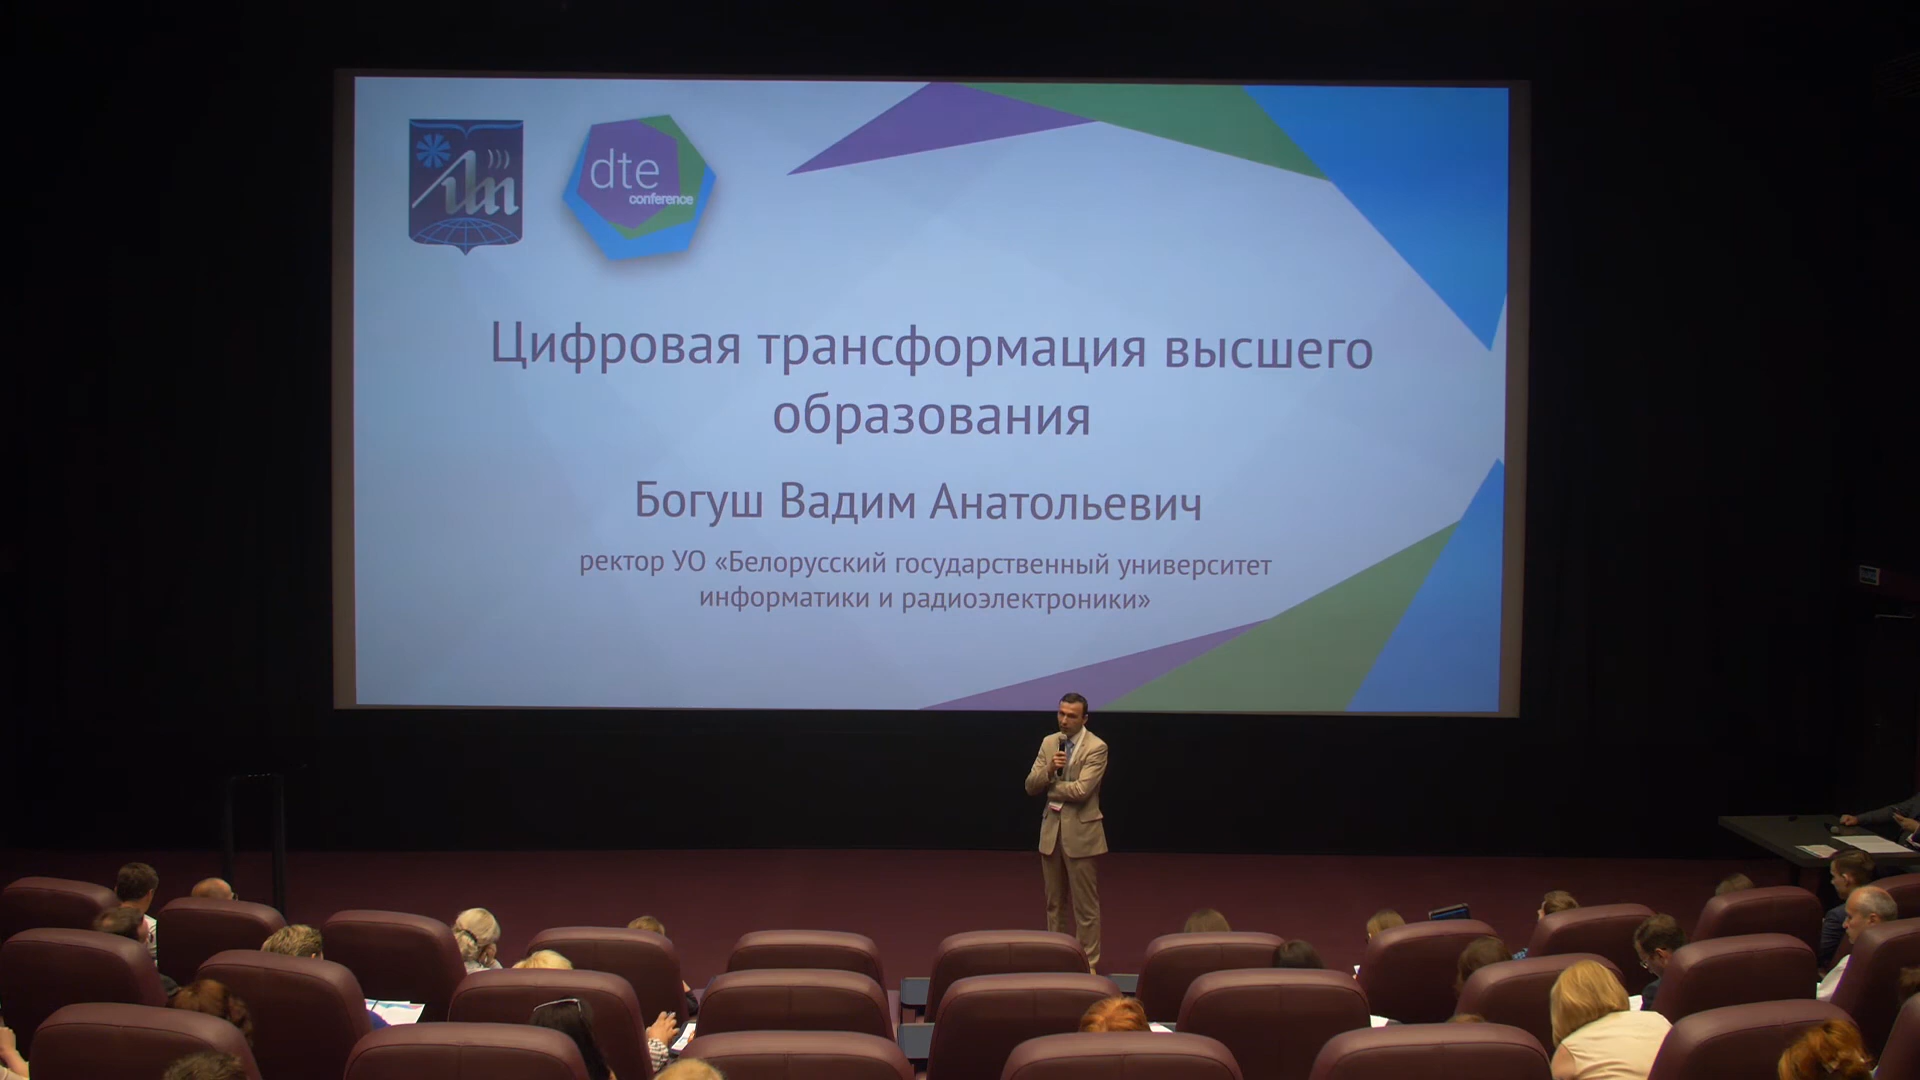 dte
conference
Цифровая трансформация высшего
образования
Богуш Вадим Анатольевич
ректор УО «Белорусский государственный университет
информатики и радиоэлектроники»